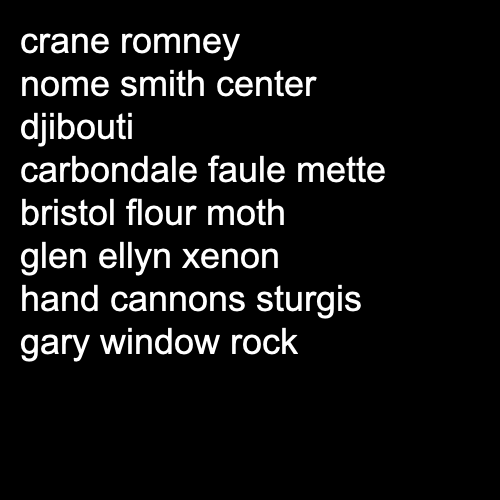 crane romney
nome smith center
djibouti
carbondale faule mette
bristol flour moth
glen ellyn xenon
hand cannons sturgis
gary window rock